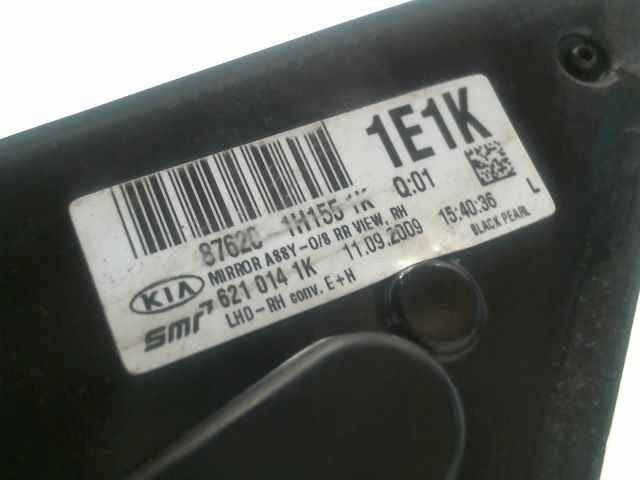 1E1K
87620-1H155 1K Q:01
MIRROR ASSY-O/S RR VIEW, RH
KIA 621 014 1K 11.09.2009 15:40:36 L
SMR LHD-RH conv. E+H BLACK PEARL